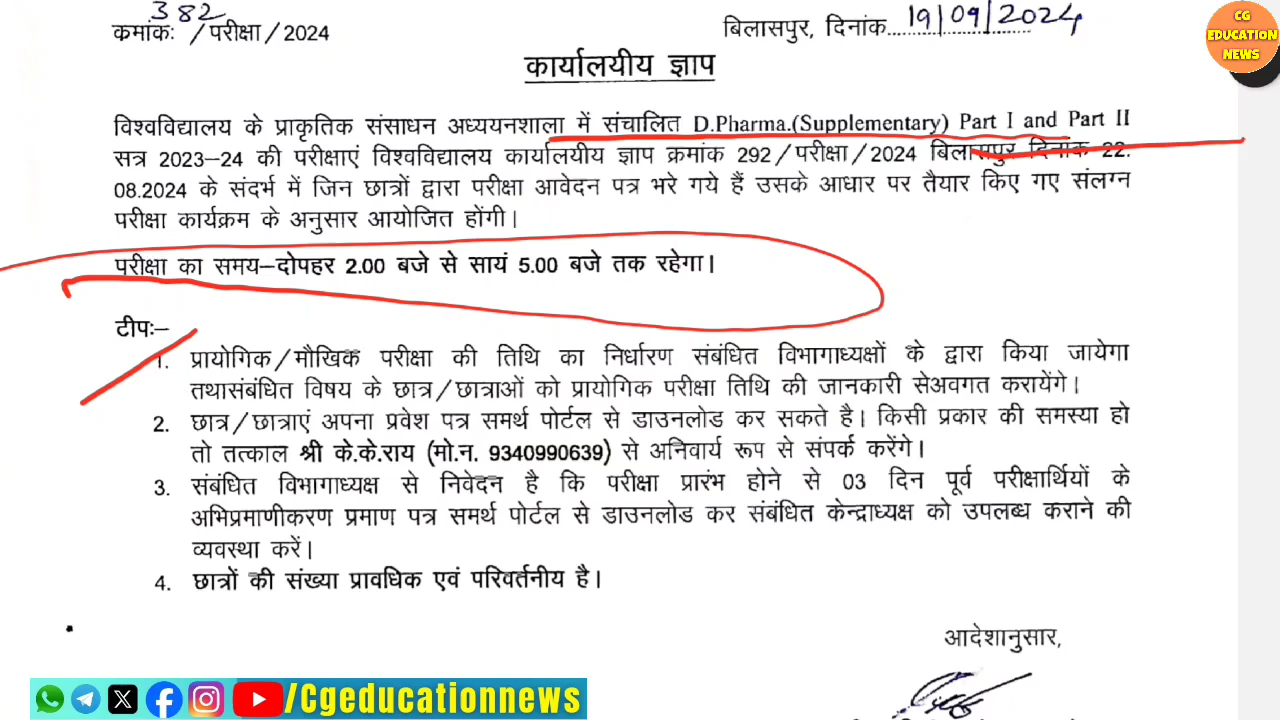 382
क्रमांकः /परीक्षा/2024
बिलासपुर, दिनांक 19/09/2024
CG
EDUCATION
NEWS
कार्यालयीय ज्ञाप
विश्वविद्यालय के प्राकृतिक संसाधन अध्ययनशाला में संचालित D.Pharma.(Supplementary) Part I and Part II
सत्र 2023–24 की परीक्षाएं विश्वविद्यालय कार्यालयीय ज्ञाप क्रमांक 292/परीक्षा/2024 बिलासपुर दिनांक 22.
08.2024 के संदर्भ में जिन छात्रों द्वारा परीक्षा आवेदन पत्र भरे गये हैं उसके आधार पर तैयार किए गए संलग्न
परीक्षा कार्यक्रम के अनुसार आयोजित होंगी।
परीक्षा का समय–दोपहर 2.00 बजे से सायं 5.00 बजे तक रहेगा।
टीपः–
1. प्रायोगिक/मौखिक परीक्षा की तिथि का निर्धारण संबंधित विभागाध्यक्षों के द्वारा किया जायेगा
तथासंबंधित विषय के छात्र/छात्राओं को प्रायोगिक परीक्षा तिथि की जानकारी सेअवगत करायेंगे।
2. छात्र/छात्राएं अपना प्रवेश पत्र समर्थ पोर्टल से डाउनलोड कर सकते है। किसी प्रकार की समस्या हो
तो तत्काल श्री के.के.राय (मो.न. 9340990639) से अनिवार्य रूप से संपर्क करेंगे।
3. संबंधित विभागाध्यक्ष से निवेदन है कि परीक्षा प्रारंभ होने से 03 दिन पूर्व परीक्षार्थियों के
अभिप्रमाणीकरण प्रमाण पत्र समर्थ पोर्टल से डाउनलोड कर संबंधित केन्द्राध्यक्ष को उपलब्ध कराने की
व्यवस्था करें।
4. छात्रों की संख्या प्रावधिक एवं परिवर्तनीय है।
आदेशानुसार,
/Cgeducationnews